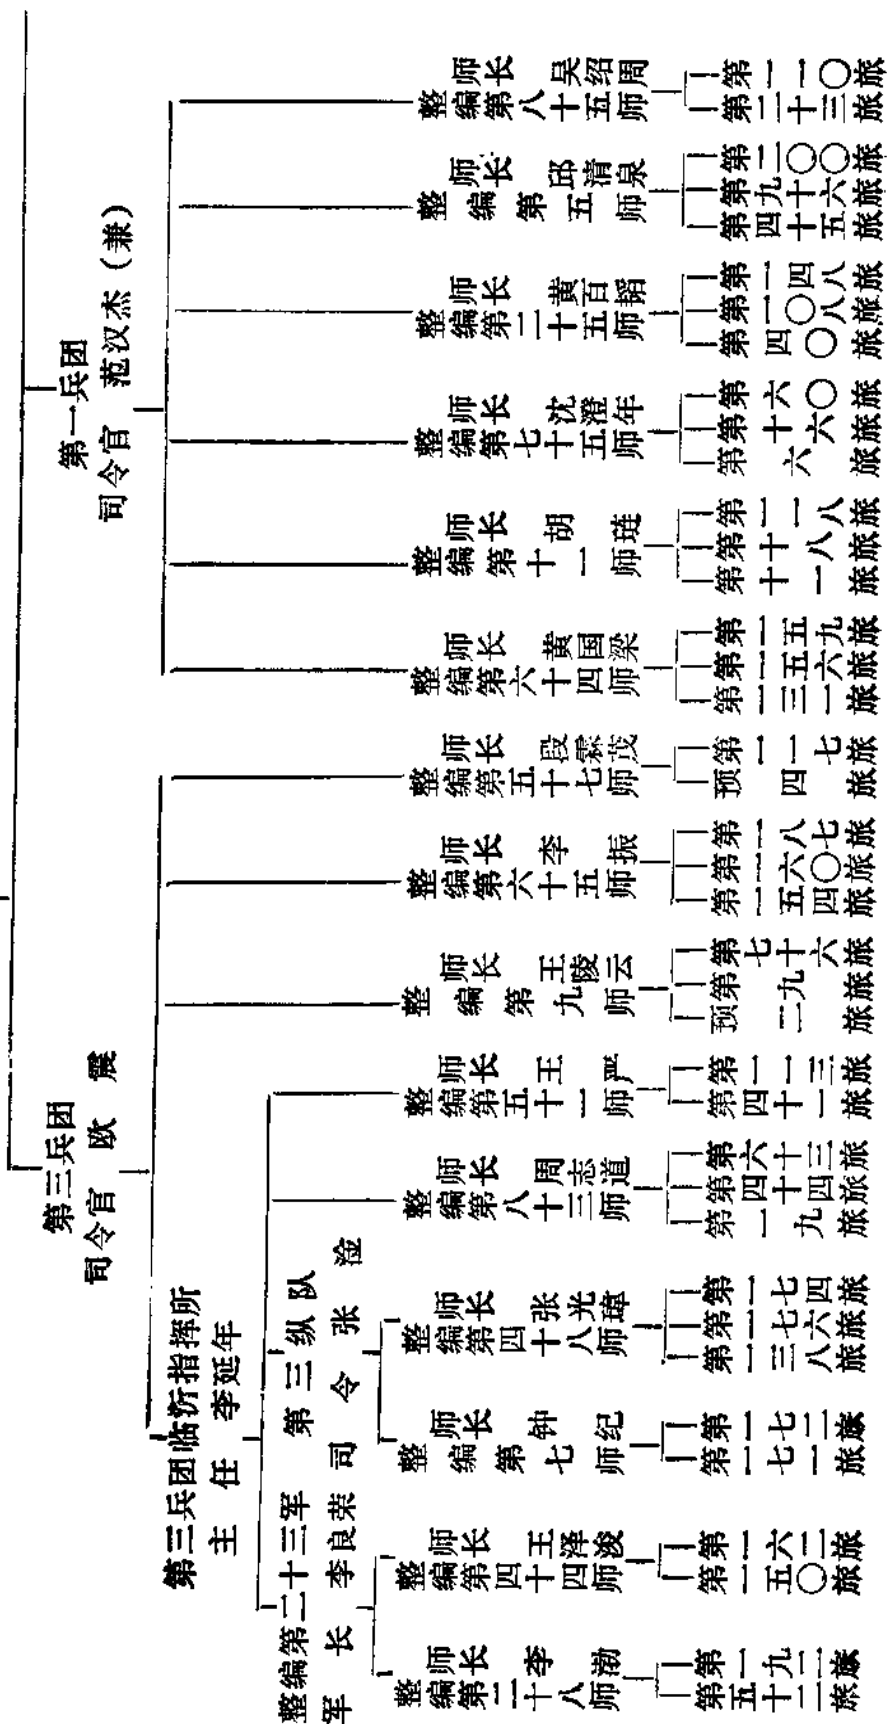 第三兵团
司令官 欧震
第一兵团
司令官 范汉杰（兼）
第三兵团临沂指挥所
主任 李延年
整编第二十三军
军长 李良荣
第三纵队
司令 张淦
整编第二十八师
师长 李浡
第五十二旅
第一九二旅
整编第四十四师
师长 王泽浚
第一五〇旅
第一六二旅
整编第七师
师长 钟纪
第一七一旅
第一七二旅
整编第四十八师
师长 张光瑋
第一三八旅
第一七六旅
第一七四旅
整编第八十三师
师长 周志道
第一九旅
第四十四旅
第六十三旅
整编第五十一师
师长 王严
第四十一旅
第一一三旅
整编第九师
师长 王陵云
预二旅
第九旅
第七十六旅
整编第六十五师
师长 李振
第一五四旅
第一六〇旅
第一八七旅
整编第五十七师
师长 段霖茂
预四旅
第一一七旅
整编第六十四师
师长 黄国梁
第一三一旅
第一五六旅
第一五九旅
整编第十一师
师长 胡琏
第十一旅
第十八旅
第一一八旅
整编第七十五师
师长 沈澄年
第六旅
第十六旅
第六〇旅
整编第二十五师
师长 黄百韬
第四〇旅
第一〇八旅
第一四八旅
整编第五师
师长 邱清泉
第四十五旅
第九十六旅
第二〇〇旅
整编第八十五师
师长 吴绍周
第二十三旅
第一一〇旅